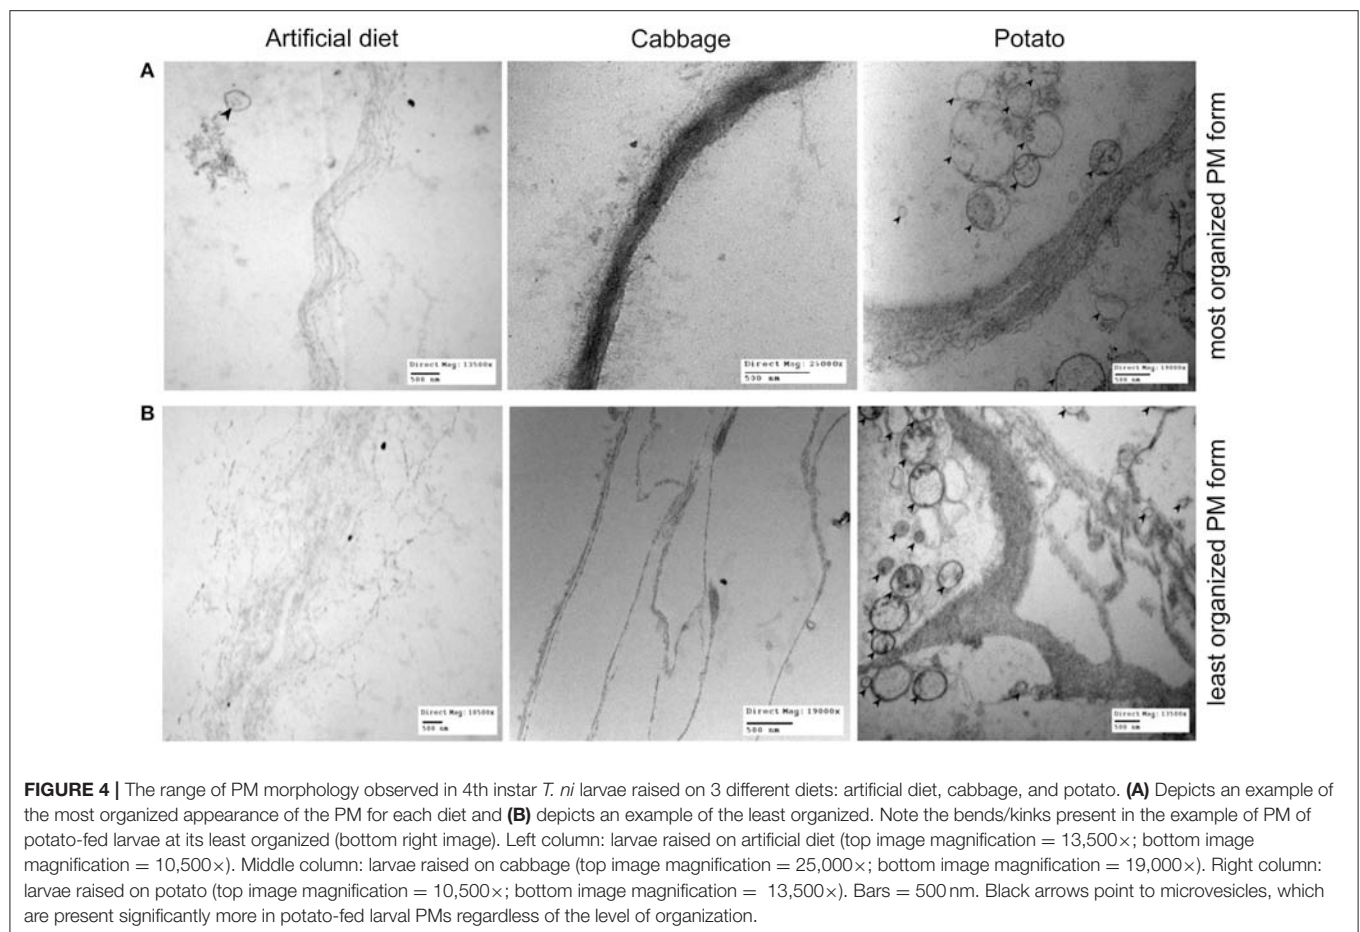 Artificial diet
Cabbage
Potato
A
most organized PM form
Direct Mag: 13500x
500 nm
Direct Mag: 25000x
500 nm
Direct Mag:
500 nm
B
least organized PM form
Direct Mag: 10500x
500 nm
Direct Mag: 19000x
500 nm
Direct Mag: 13500x
500 nm
FIGURE 4 | The range of PM morphology observed in 4th instar T. ni larvae raised on 3 different diets: artificial diet, cabbage, and potato. (A) Depicts an example of
the most organized appearance of the PM for each diet and (B) depicts an example of the least organized. Note the bends/kinks present in the example of PM of
potato-fed larvae at its least organized (bottom right image). Left column: larvae raised on artificial diet (top image magnification = 13,500×; bottom image
magnification = 10,500×). Middle column: larvae raised on cabbage (top image magnification = 25,000×; bottom image magnification = 19,000×). Right column:
larvae raised on potato (top image magnification = 10,500×; bottom image magnification = 13,500×). Bars = 500 nm. Black arrows point to microvesicles, which
are present significantly more in potato-fed larval PMs regardless of the level of organization.